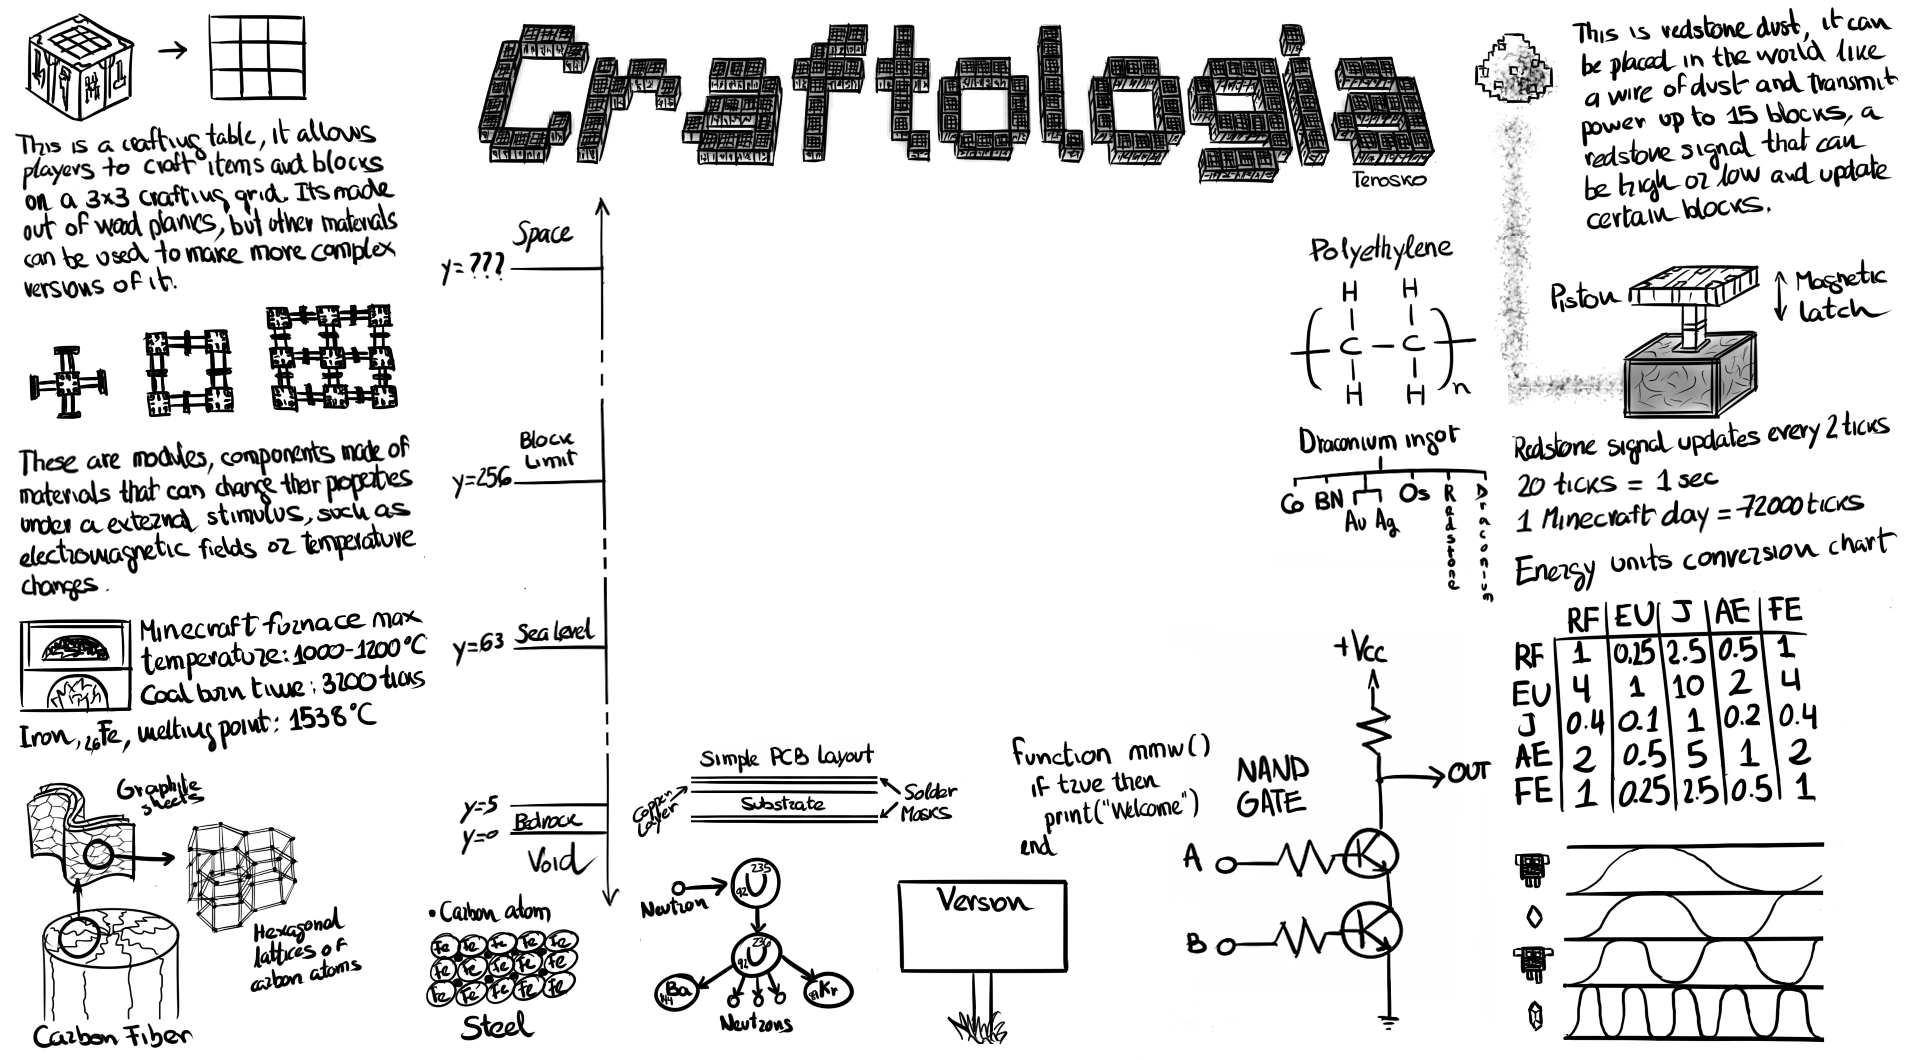 Craftologia
Terosko
This is a crafting table, it allows
players to craft items and blocks
on a 3x3 crafting grid. Its made
out of wood planks, but other materials
can be used to make more complex
versions of it.
These are modules, components made of
materials that can change their properties
under a external stimulus, such as
electromagnetic fields or temperature
changes.
Minecraft furnace max
temperature: 1000-1200°C
Coal burn time: 3200 ticks
Iron, 26Fe, melting point: 1538°C
Graphite
sheets
Hexagonal
lattices of
carbon atoms
Carbon Fiber
Space
y=???
Block
Limit
y=256
Sea level
y=63
y=5
Bedrock
y=0
Void
• Carbon atom
Fe Fe Fe Fe Fe
Fe Fe Fe Fe Fe
Fe Fe Fe Fe Fe
Steel
Simple PCB Layout
Copper
Layer
Substrate
Solder
Masks
Neutron
235
92 U
236
92 U
144 Ba
89 Kr
Neutrons
function mmw()
if true then
print("Welcome")
end
Version
Polyethylene
H H
C C
H H
n
Draconium ingot
Co BN Au Ag Os Redstone Draconium
+Vcc
OUT
NAND
GATE
A
B
This is redstone dust, it can
be placed in the world like
a wire of dust and transmit
power up to 15 blocks, a
redstone signal that can
be high or low and update
certain blocks.
Piston
Magnetic
latch
Redstone signal updates every 2 ticks
20 ticks = 1 sec
1 Minecraft day = 72000 ticks
Energy units conversion chart
RF EU J AE FE
RF 1 0.25 2.5 0.5 1
EU 4 1 10 2 4
J 0.4 0.1 1 0.2 0.4
AE 2 0.5 5 1 2
FE 1 0.25 2.5 0.5 1